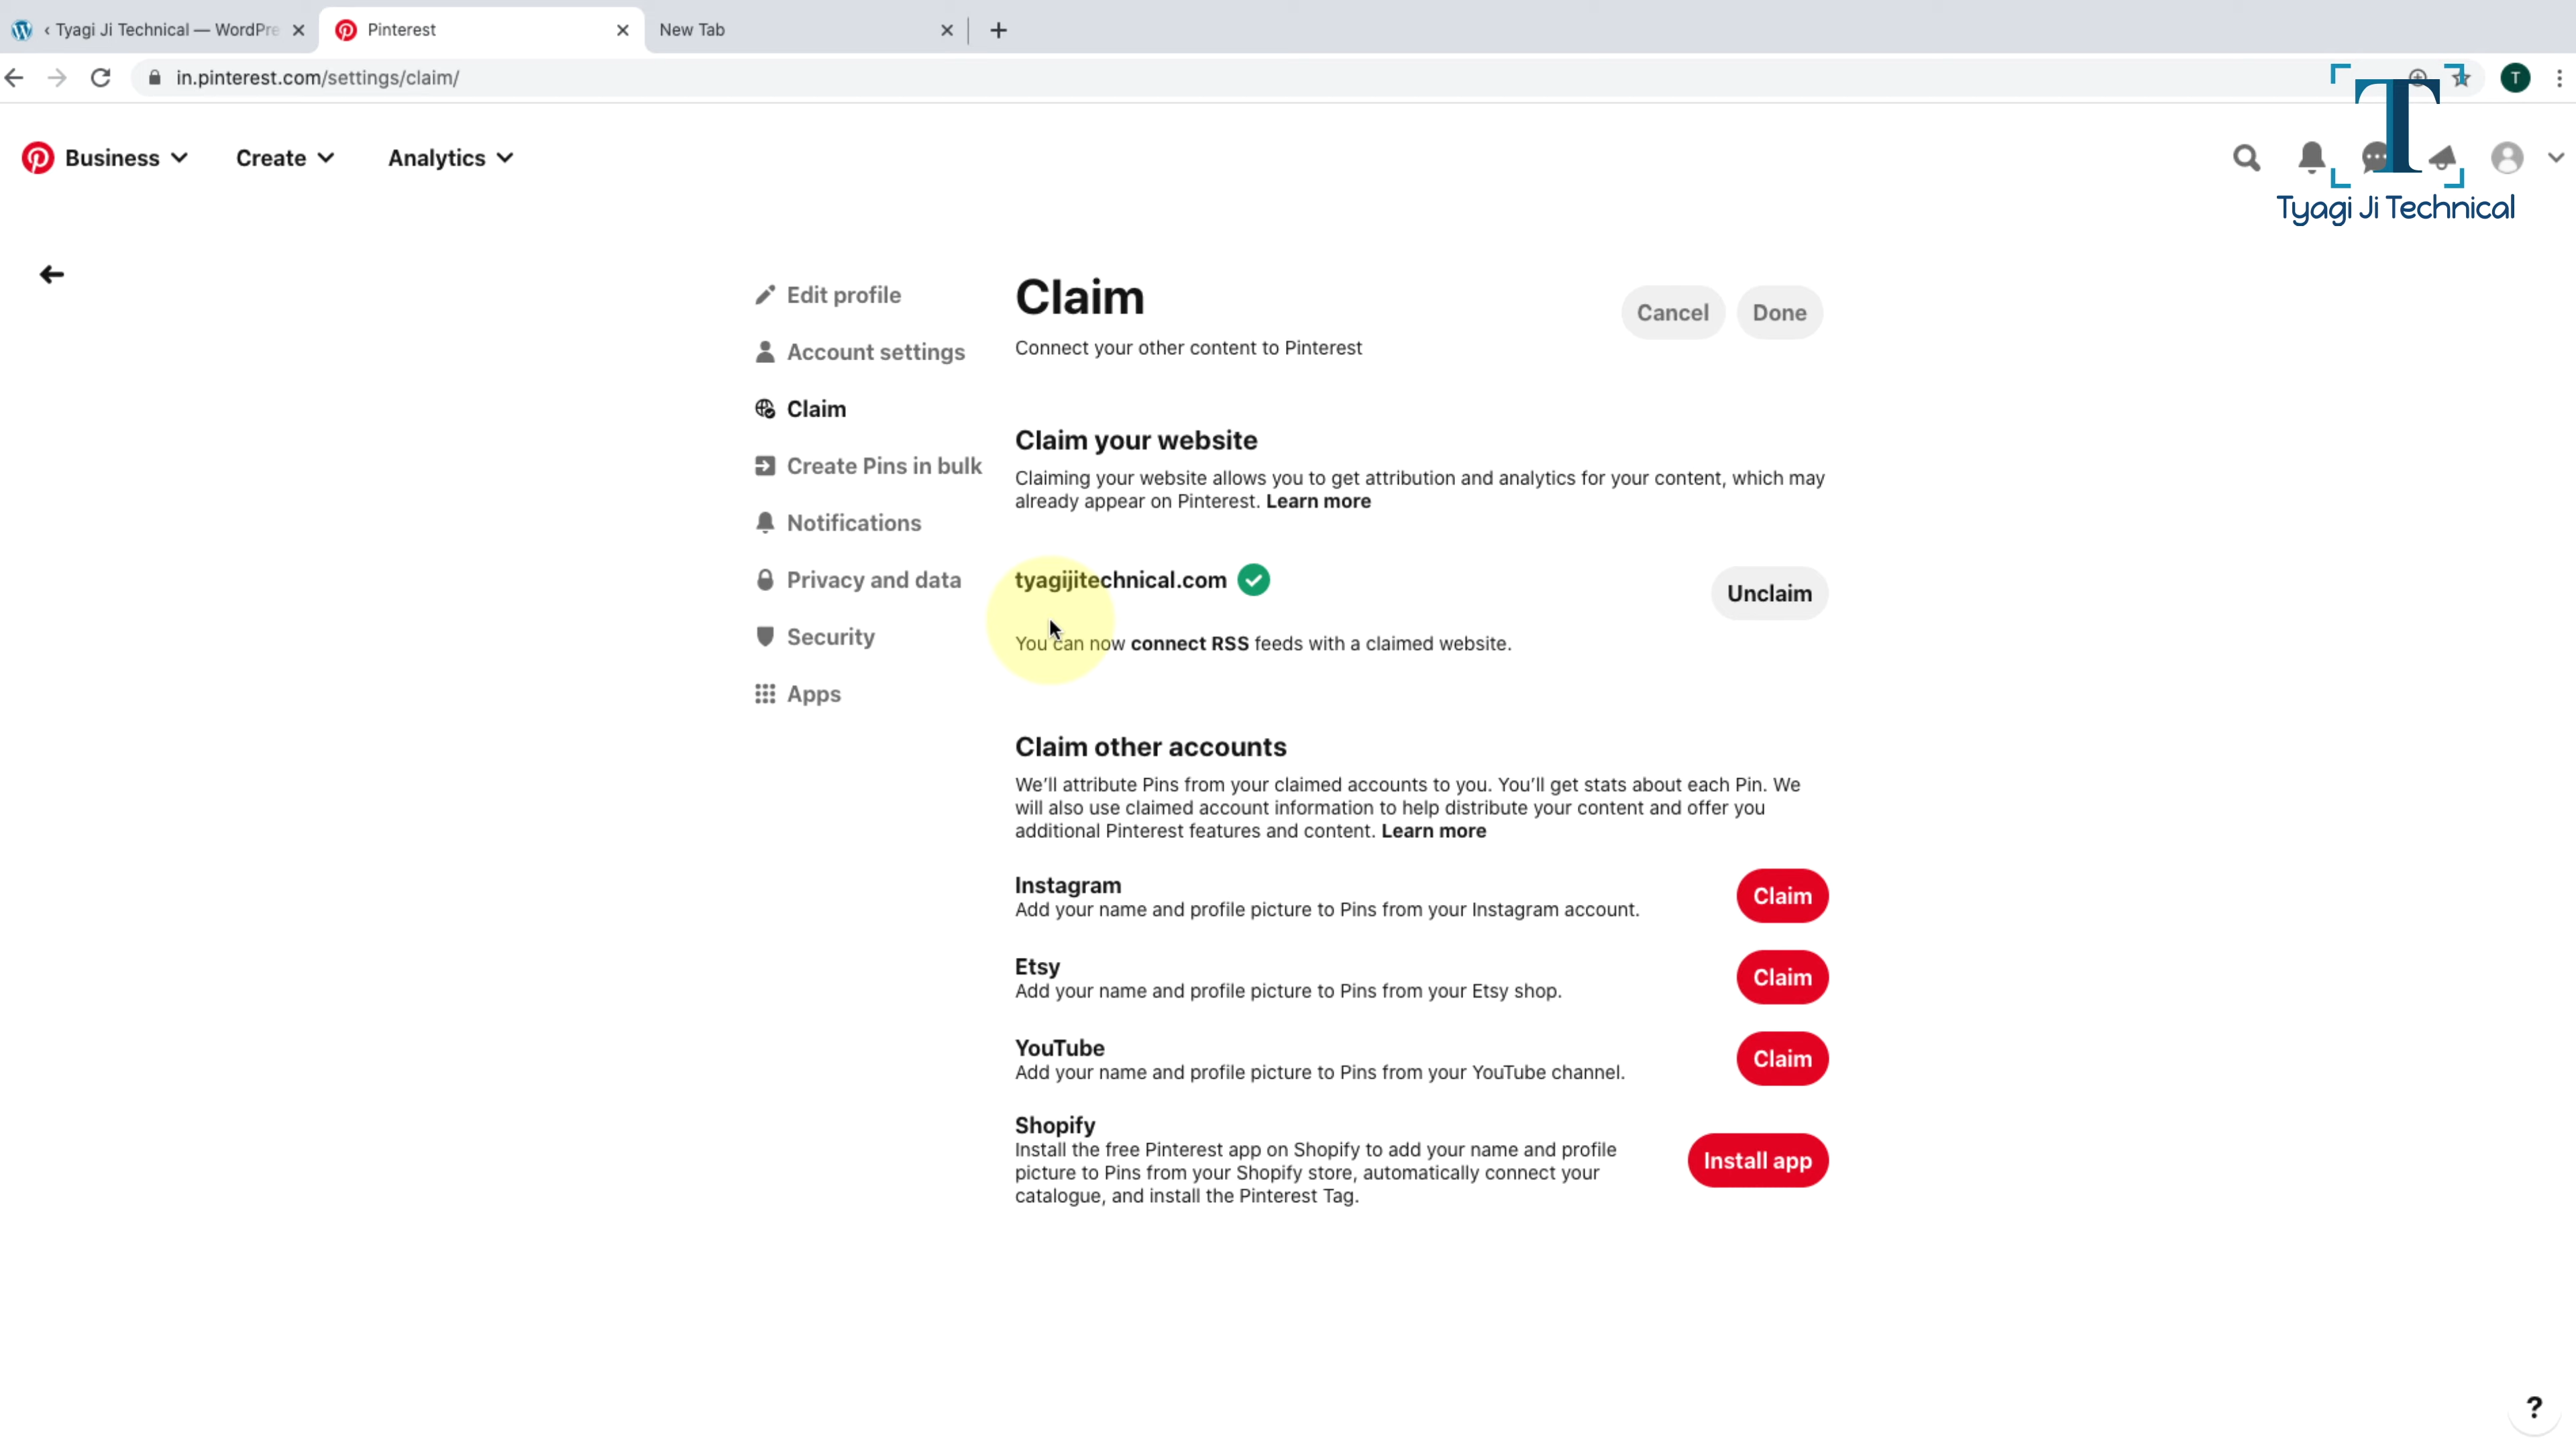 ‹ Tyagi Ji Technical — WordPre
Pinterest
New Tab
in.pinterest.com/settings/claim/
T
T
Business
Create
Analytics
Tyagi Ji Technical
Edit profile
Account settings
Claim
Create Pins in bulk
Notifications
Privacy and data
Security
Apps
Claim
Cancel
Done
Connect your other content to Pinterest
Claim your website
Claiming your website allows you to get attribution and analytics for your content, which may
already appear on Pinterest. Learn more
tyagijitechnical.com
Unclaim
You can now connect RSS feeds with a claimed website.
Claim other accounts
We’ll attribute Pins from your claimed accounts to you. You’ll get stats about each Pin. We
will also use claimed account information to help distribute your content and offer you
additional Pinterest features and content. Learn more
Instagram
Add your name and profile picture to Pins from your Instagram account.
Claim
Etsy
Add your name and profile picture to Pins from your Etsy shop.
Claim
YouTube
Add your name and profile picture to Pins from your YouTube channel.
Claim
Shopify
Install the free Pinterest app on Shopify to add your name and profile
picture to Pins from your Shopify store, automatically connect your
catalogue, and install the Pinterest Tag.
Install app
?